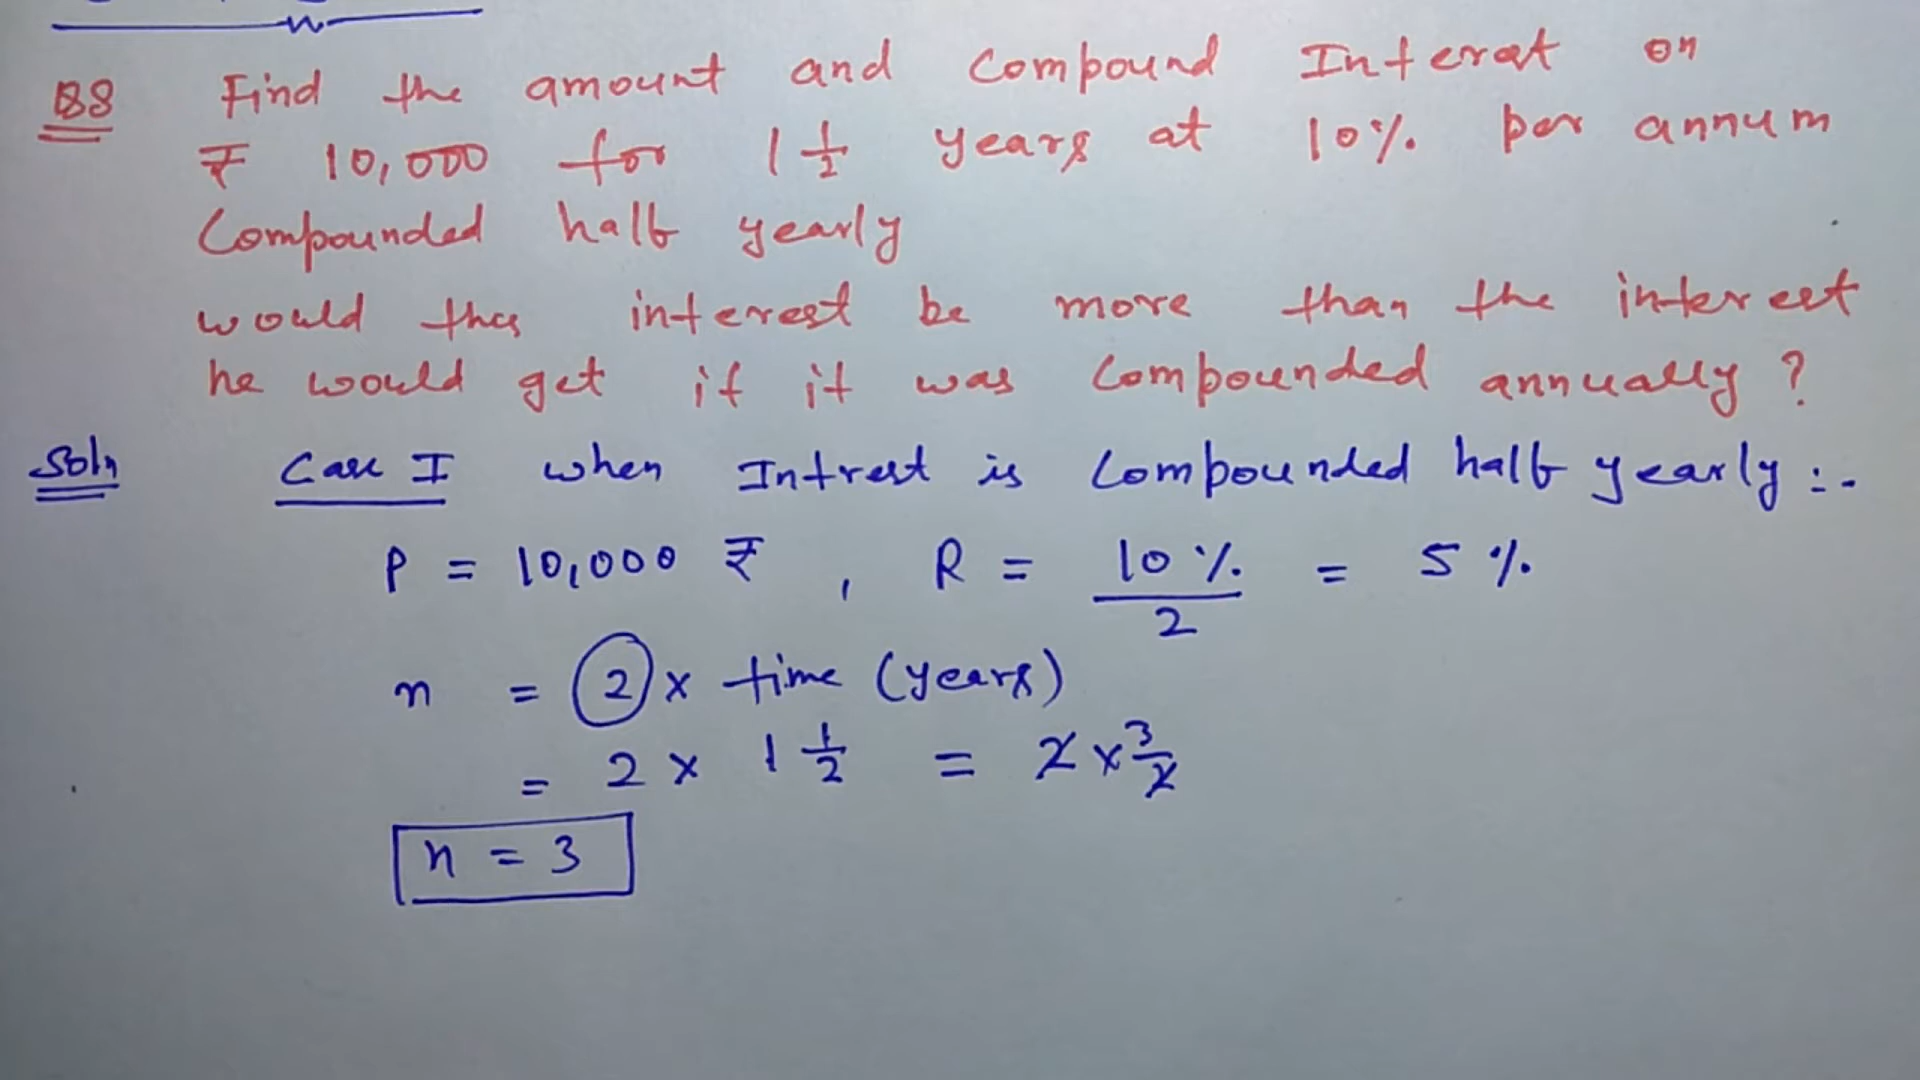 Q8 Find the amount and compound Interest on
₹ 10,000 for 1 1/2 years at 10% per annum
Compounded half yearly
would this interest be more than the interest
he would get if it was compounded annually ?
Soln Case I when Intrest is compounded half yearly :-
P = 10,000 ₹ , R = 10%/2 = 5%
n = 2 x time (years)
= 2 x 1 1/2 = 2 x 3/2
n = 3